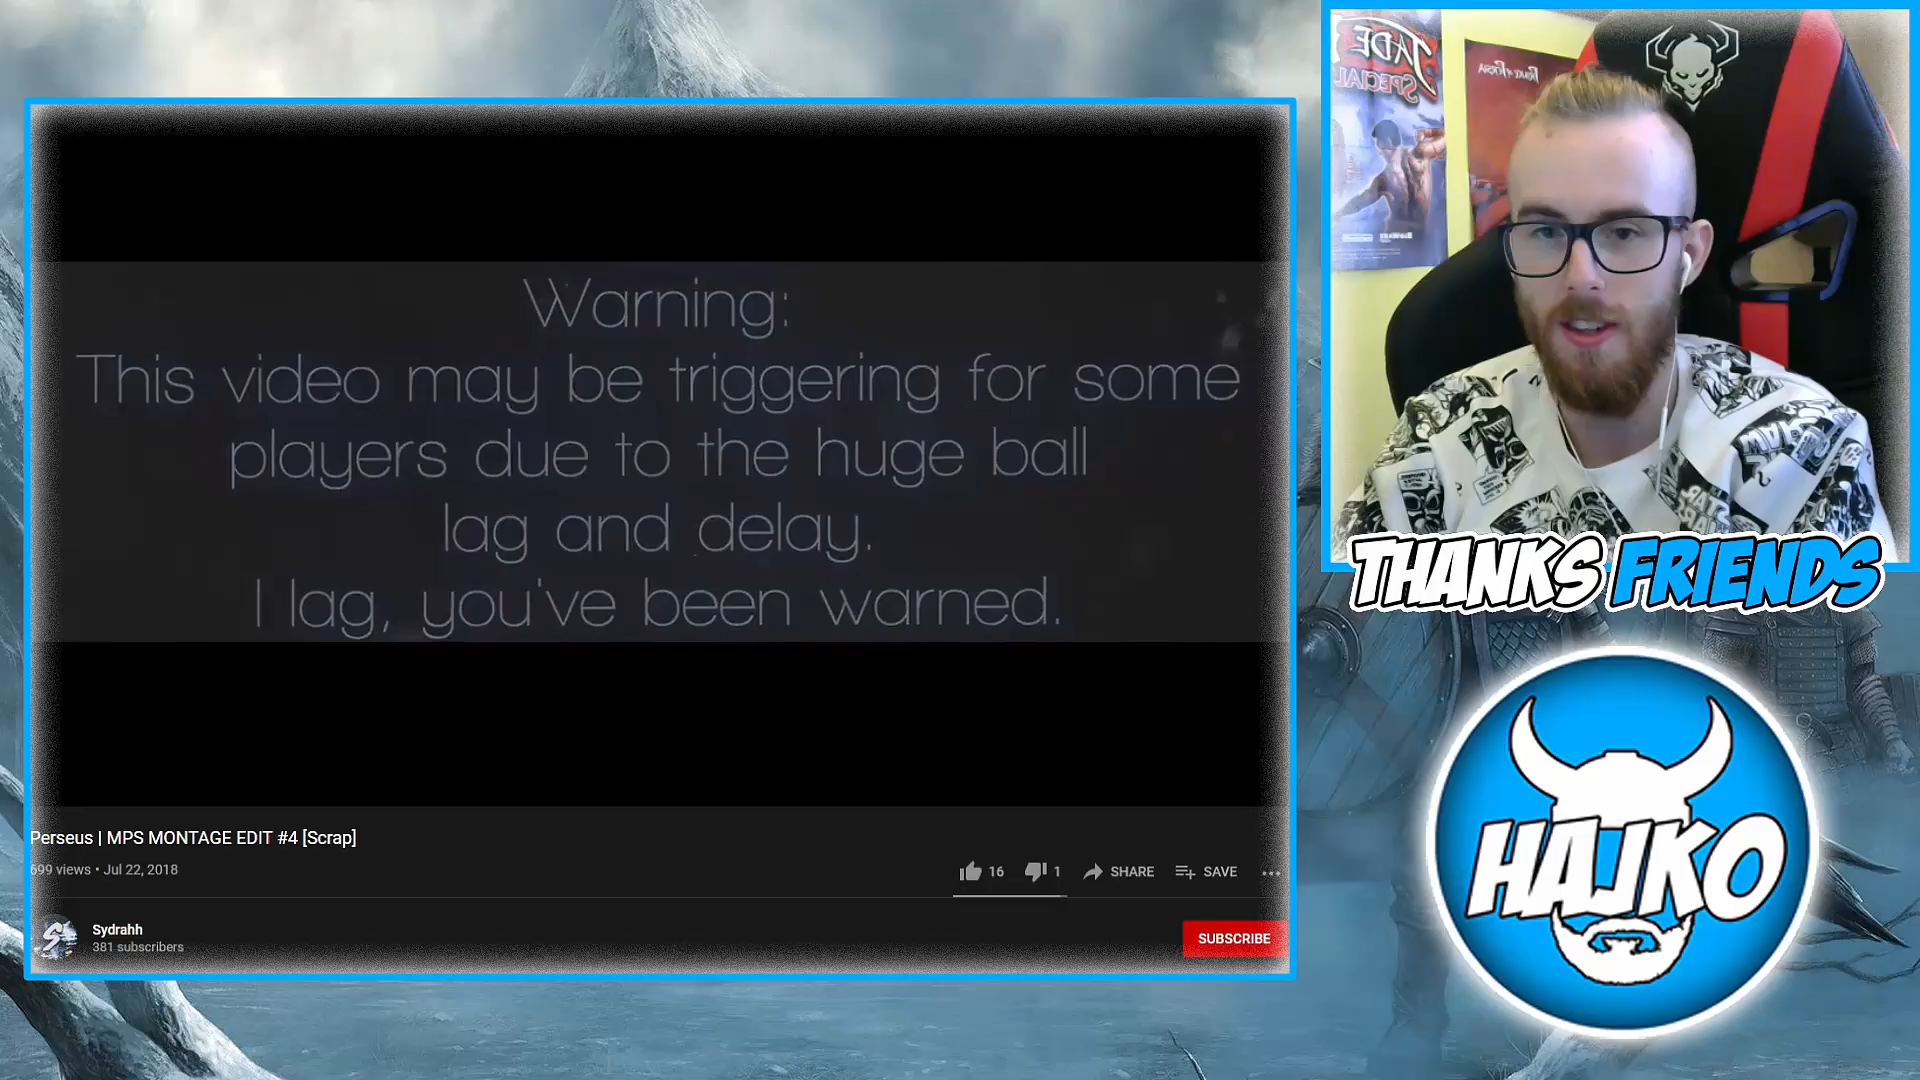 Warning:
This video may be triggering for some
players due to the huge ball
lag and delay.
I lag, you've been warned.
Perseus | MPS MONTAGE EDIT #4 [Scrap]
699 views • Jul 22, 2018
16
1
SHARE
SAVE
Sydrahh
381 subscribers
SUBSCRIBE
JADE
SPECIAL
THANKS FRIENDS
HAJKO